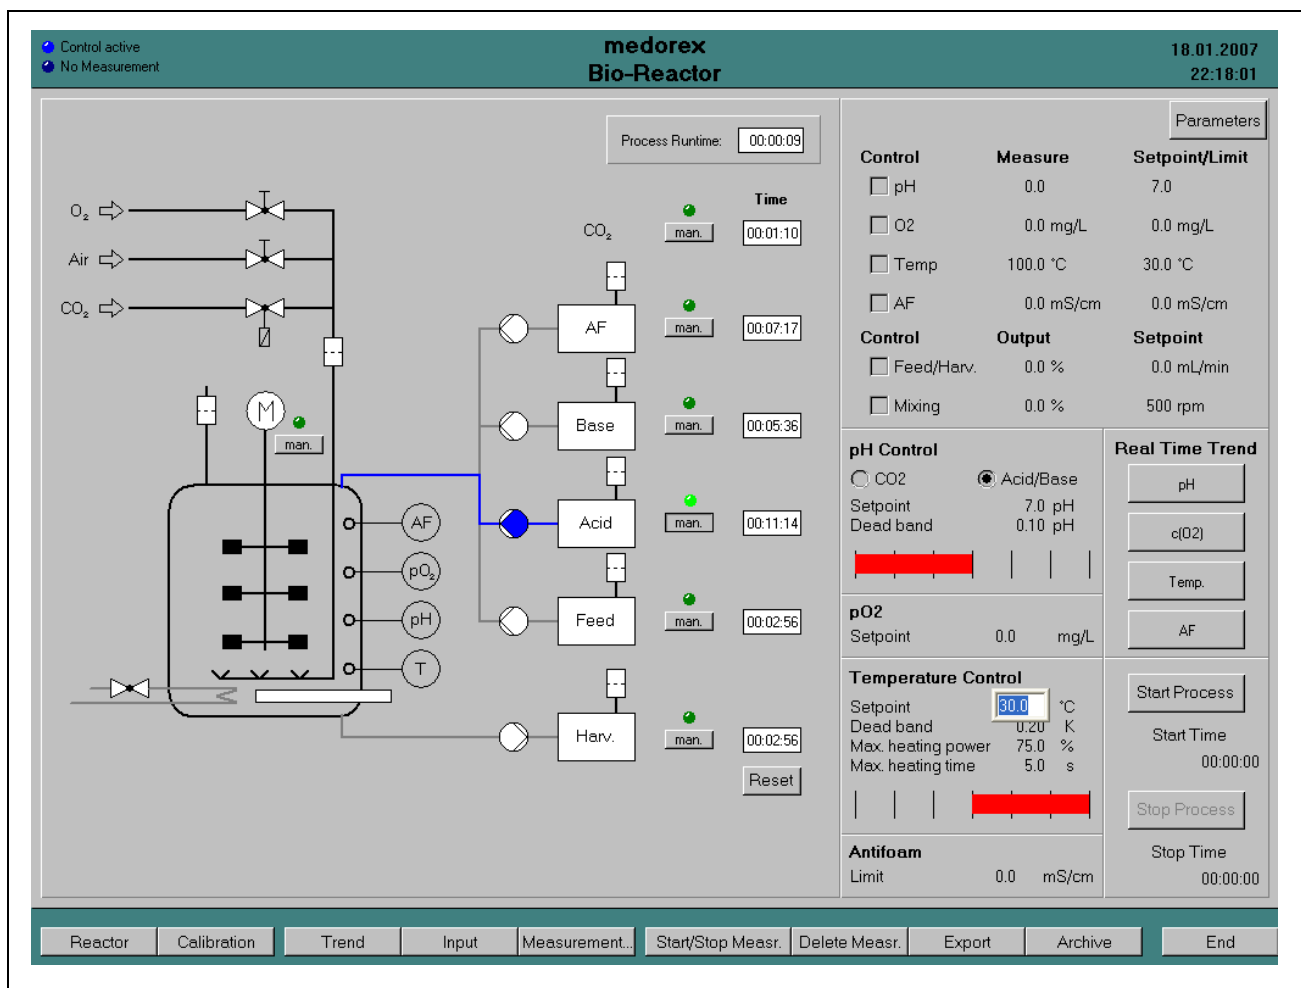 Control active
No Measurement
medorex
Bio-Reactor
18.01.2007
22:18:01
Process Runtime: 00:00:09
Time
O₂
Air
CO₂
CO₂ man. 00:01:10
AF man. 00:07:17
Base man. 00:05:36
Acid man. 00:11:14
Feed man. 00:02:56
Harv. man. 00:02:56
Reset
M
man.
AF
pO₂
pH
T
Parameters
Control Measure Setpoint/Limit
pH 0.0 7.0
O2 0.0 mg/L 0.0 mg/L
Temp 100.0 °C 30.0 °C
AF 0.0 mS/cm 0.0 mS/cm
Control Output Setpoint
Feed/Harv. 0.0 % 0.0 mL/min
Mixing 0.0 % 500 rpm
pH Control
CO2 Acid/Base
Setpoint 7.0 pH
Dead band 0.10 pH
pO2
Setpoint 0.0 mg/L
Temperature Control
Setpoint 30.0 °C
Dead band 0.20 K
Max. heating power 75.0 %
Max. heating time 5.0 s
Antifoam
Limit 0.0 mS/cm
Real Time Trend
pH
c(O2)
Temp.
AF
Start Process
Start Time
00:00:00
Stop Process
Stop Time
00:00:00
Reactor Calibration Trend Input Measurement... Start/Stop Measr. Delete Measr. Export Archive End